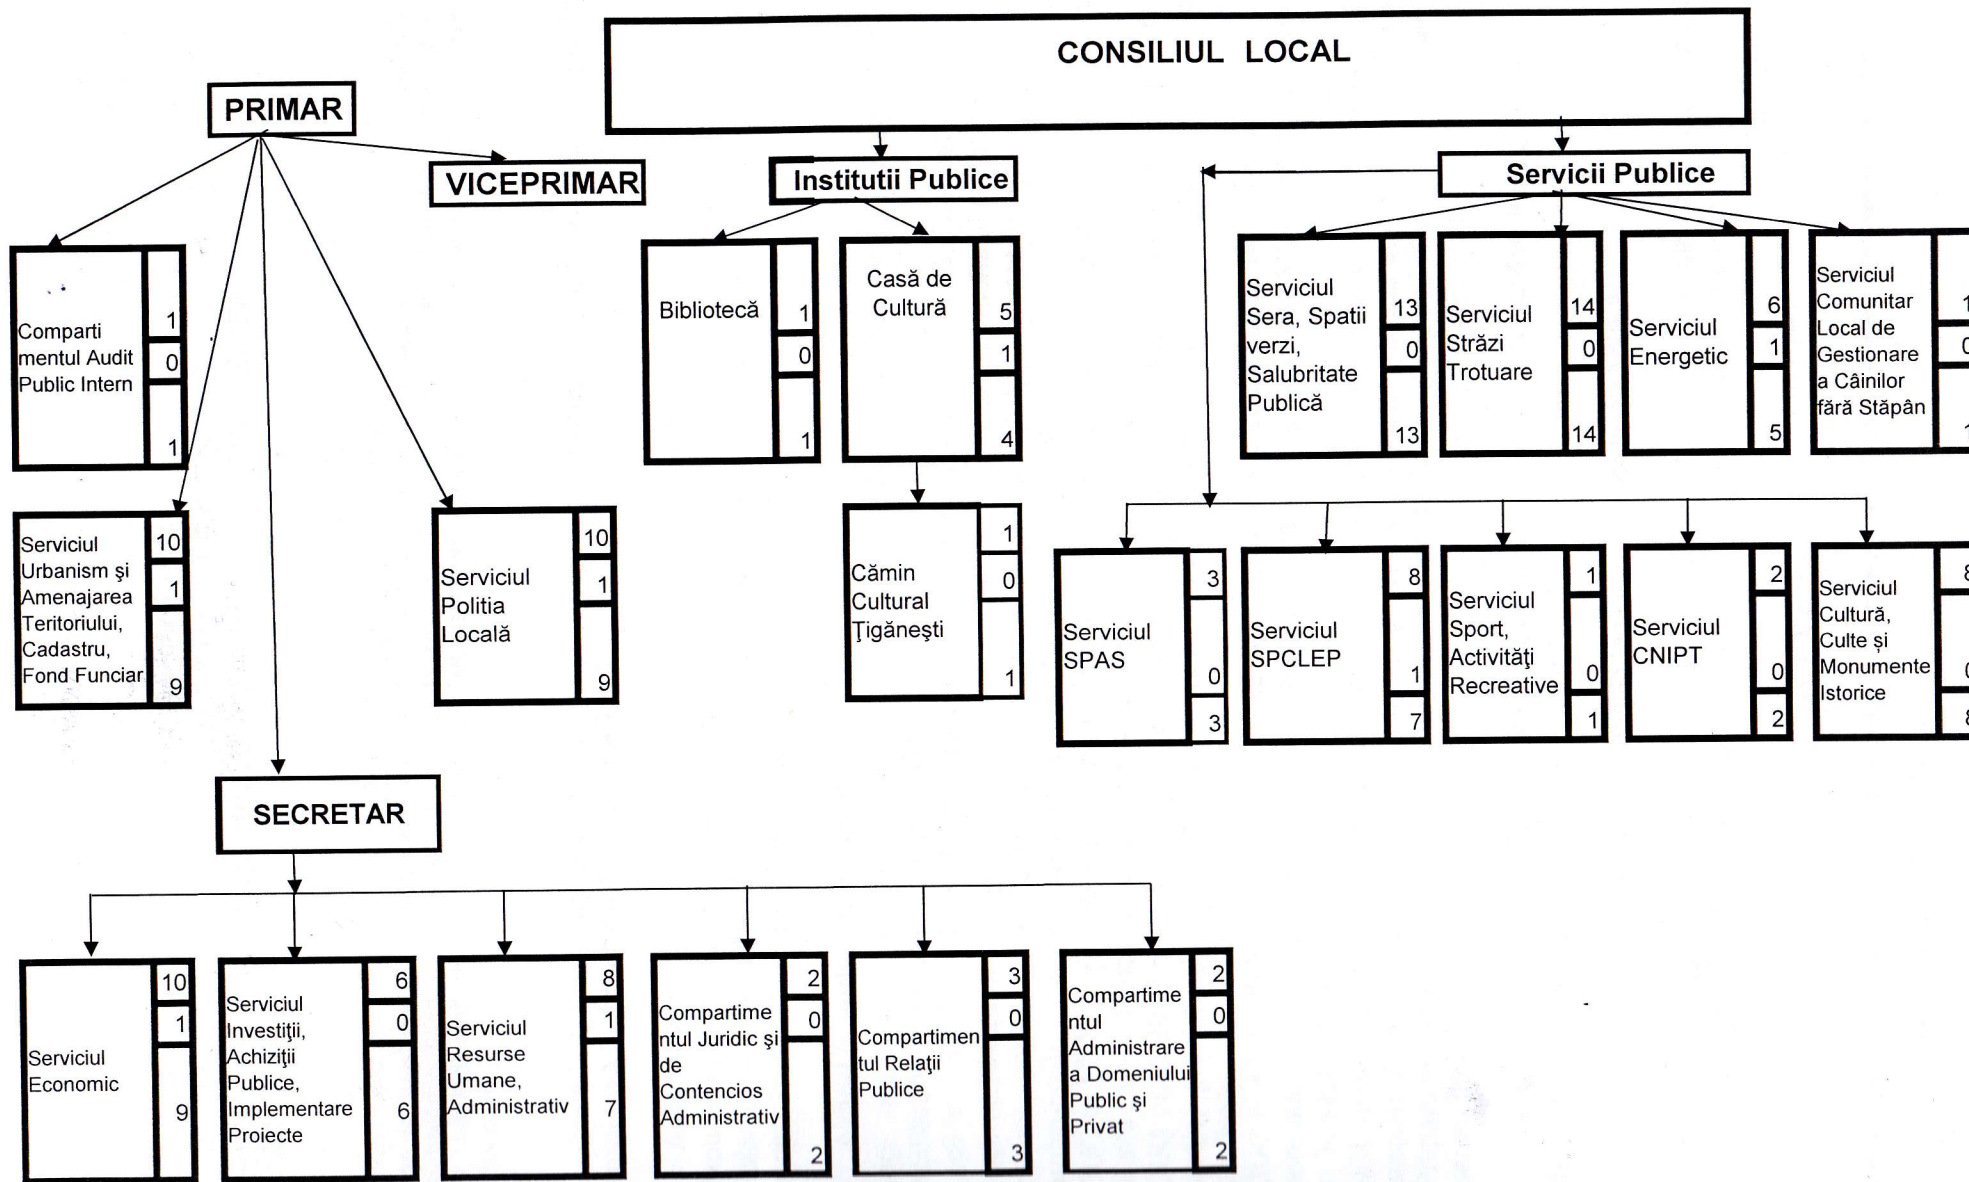 CONSILIUL LOCAL
PRIMAR
VICEPRIMAR
Institutii Publice
Servicii Publice
Comparti
mentul Audit
Public Intern
1
0
1
Bibliotecă
1
0
1
Casă de
Cultură
5
1
4
Serviciul
Sera, Spatii
verzi,
Salubritate
Publică
13
0
13
Serviciul
Străzi
Trotuare
14
0
14
Serviciul
Energetic
6
1
5
Serviciul
Comunitar
Local de
Gestionare
a Câinilor
fără Stăpân
1
0
1
Serviciul
Urbanism şi
Amenajarea
Teritoriului,
Cadastru,
Fond Funciar
10
1
9
Serviciul
Politia
Locală
10
1
9
Cămin
Cultural
Ţigăneşti
1
0
1
Serviciul
SPAS
3
0
3
Serviciul
SPCLEP
8
1
7
Serviciul
Sport,
Activităţi
Recreative
1
0
1
Serviciul
CNIPT
2
0
2
Serviciul
Cultură,
Culte și
Monumente
Istorice
8
0
8
SECRETAR
Serviciul
Economic
10
1
9
Serviciul
Investiţii,
Achiziţii
Publice,
Implementare
Proiecte
6
0
6
Serviciul
Resurse
Umane,
Administrativ
8
1
7
Compartime
ntul Juridic şi
de
Contencios
Administrativ
2
0
2
Compartimen
tul Relaţii
Publice
3
0
3
Compartime
ntul
Administrare
a Domeniului
Public şi
Privat
2
0
2